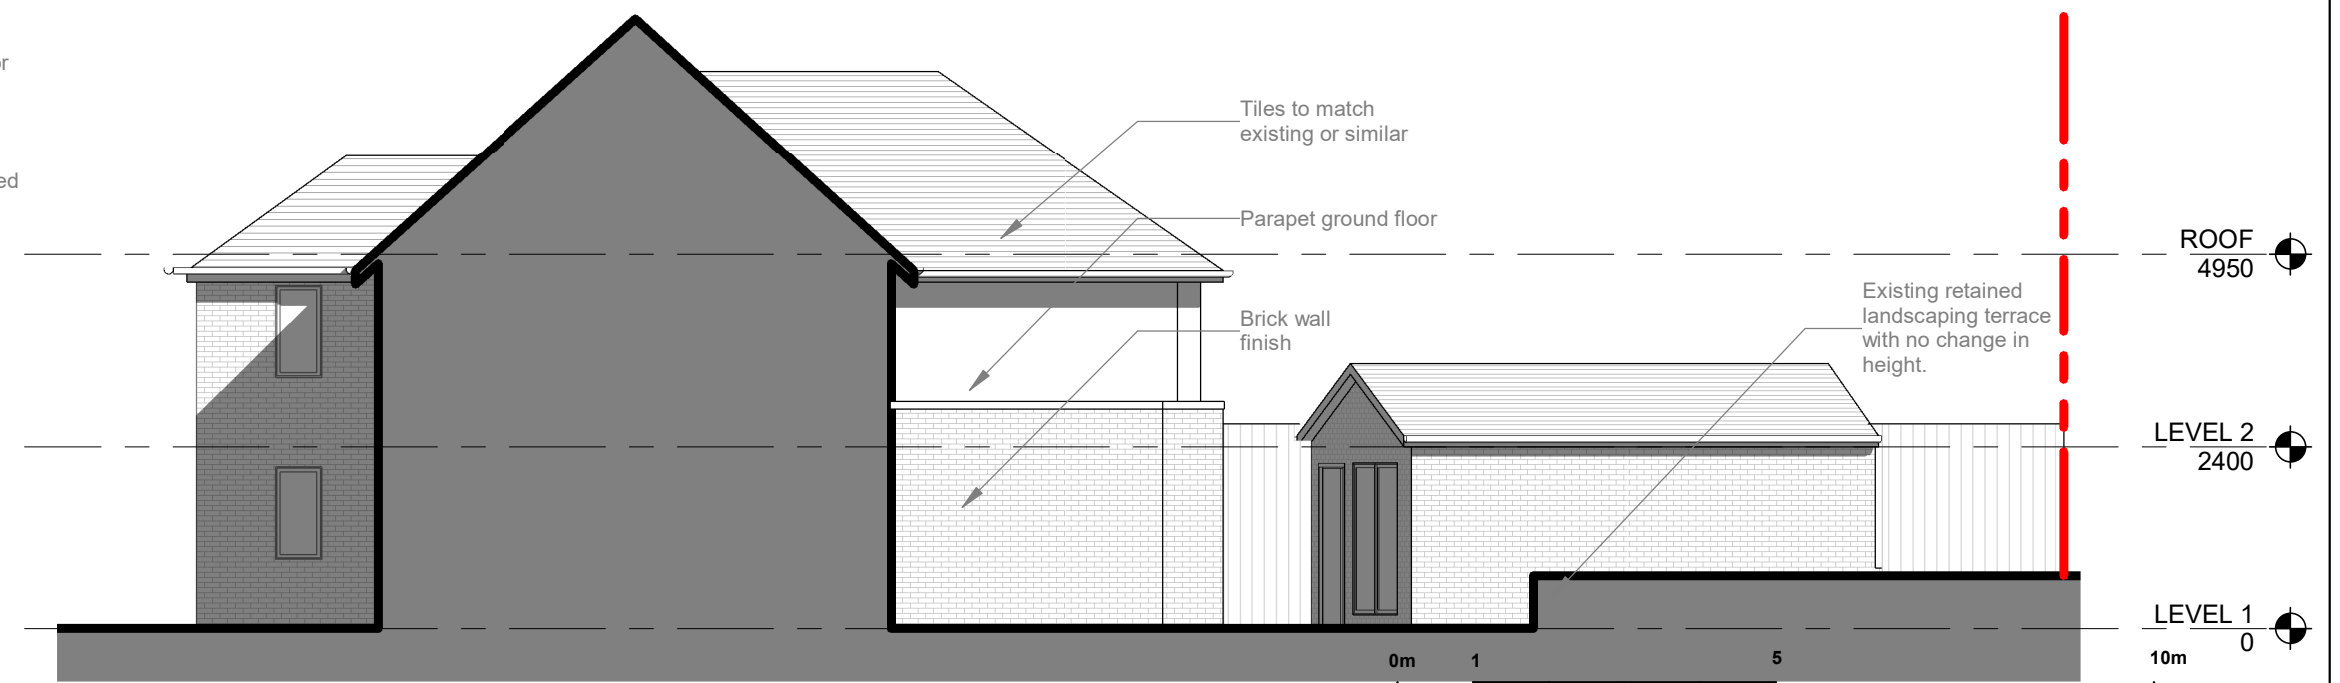 Tiles to match
existing or similar
Parapet ground floor
Brick wall
finish
Existing retained
landscaping terrace
with no change in
height.
ROOF
4950
LEVEL 2
2400
LEVEL 1
0
0m 1 5 10m